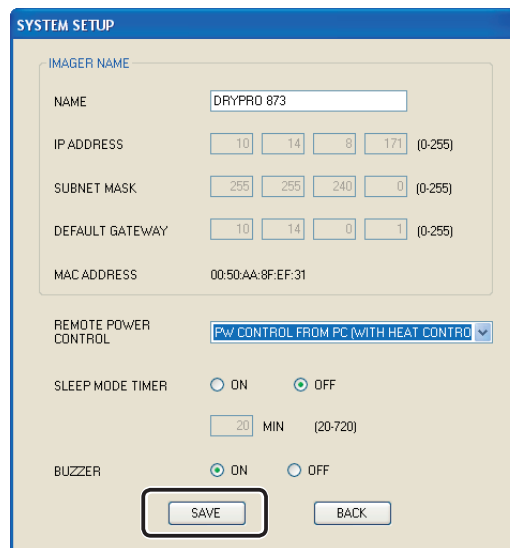 SYSTEM SETUP
IMAGER NAME
NAME DRYPRO 873
IP ADDRESS 10 14 8 171 (0-255)
SUBNET MASK 255 255 240 0 (0-255)
DEFAULT GATEWAY 10 14 0 1 (0-255)
MAC ADDRESS 00:50:AA:8F:EF:31
REMOTE POWER
CONTROL PW CONTROL FROM PC (WITH HEAT CONTRO
SLEEP MODE TIMER ON OFF
20 MIN (20-720)
BUZZER ON OFF
SAVE BACK